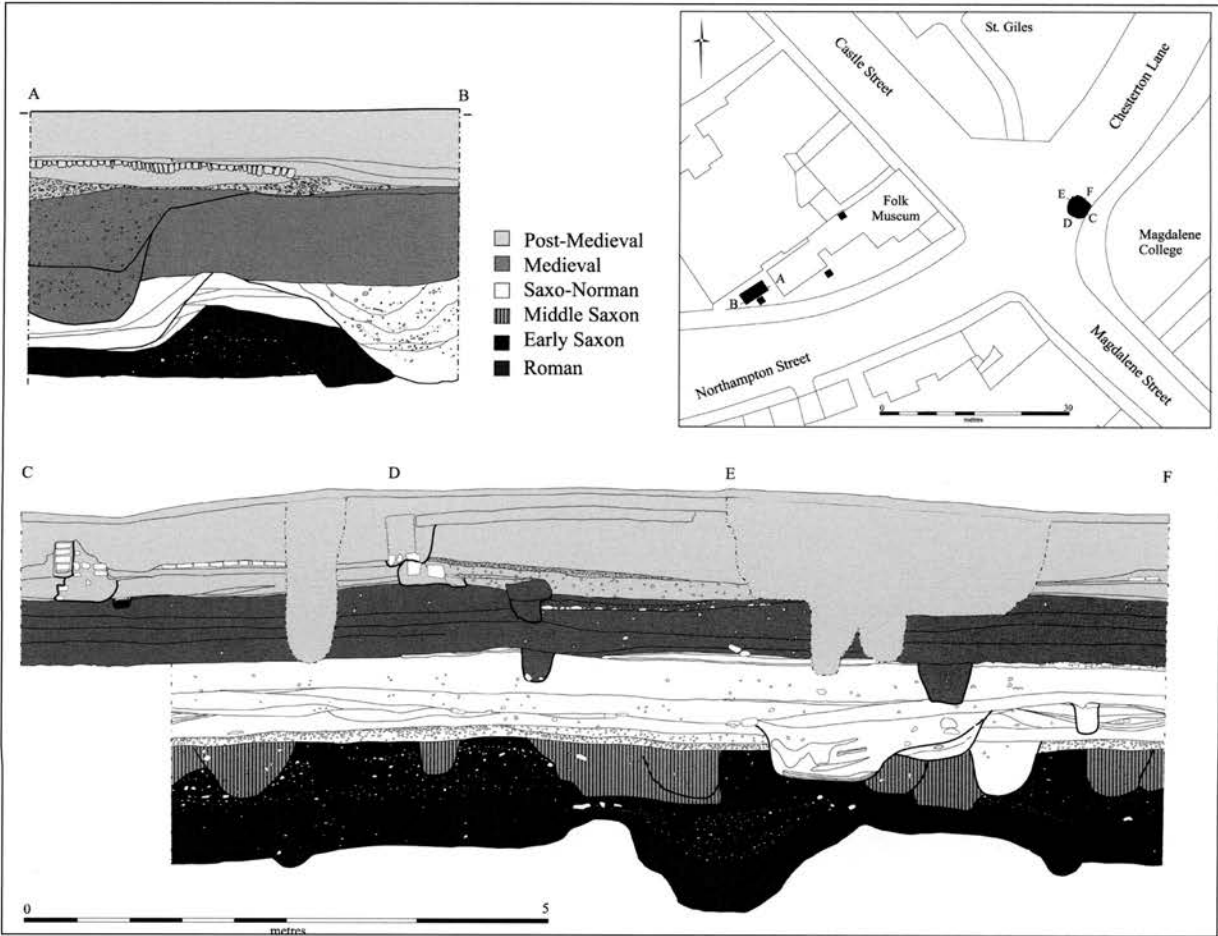 A
B
Post-Medieval
Medieval
Saxo-Norman
Middle Saxon
Early Saxon
Roman
St. Giles
Castle Street
Chesterton Lane
E F
D C
Folk
Museum
Magdalene
College
A
B
Northampton Street
Magdalene Street
0 30
metres
C
D
E
F
0 5
metres